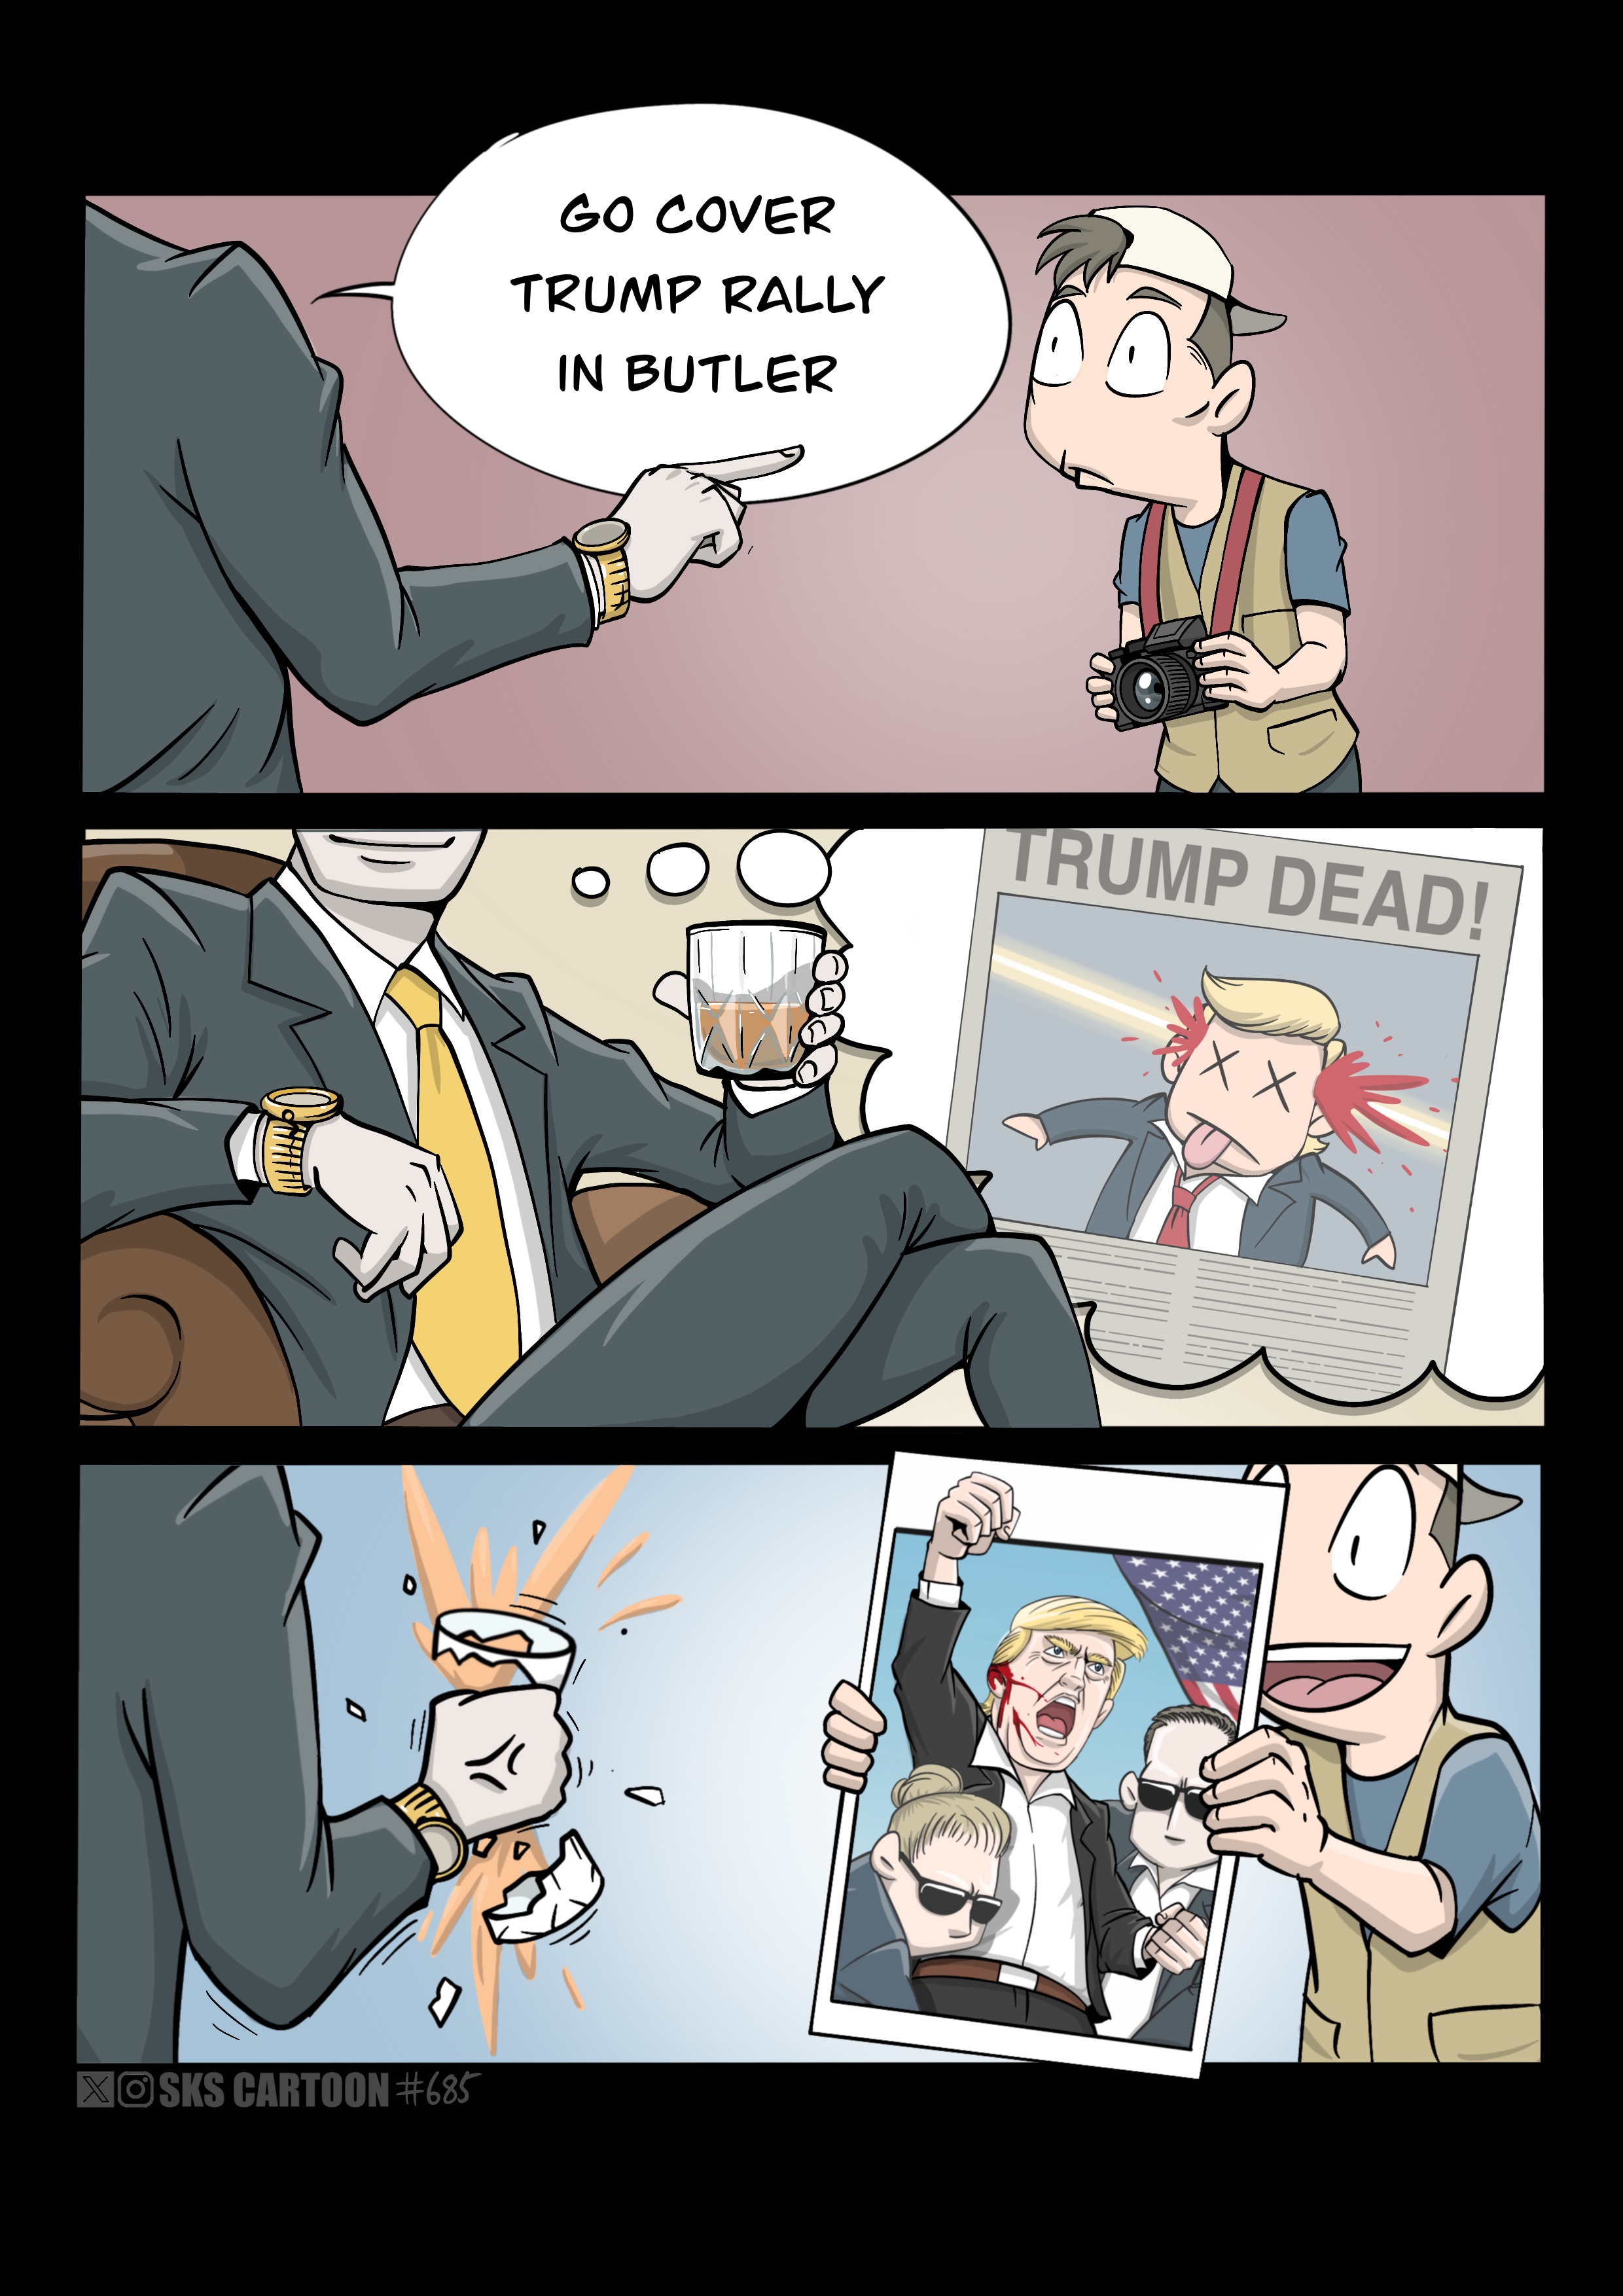 GO COVER
TRUMP RALLY
IN BUTLER
TRUMP DEAD!
SKS CARTOON #685